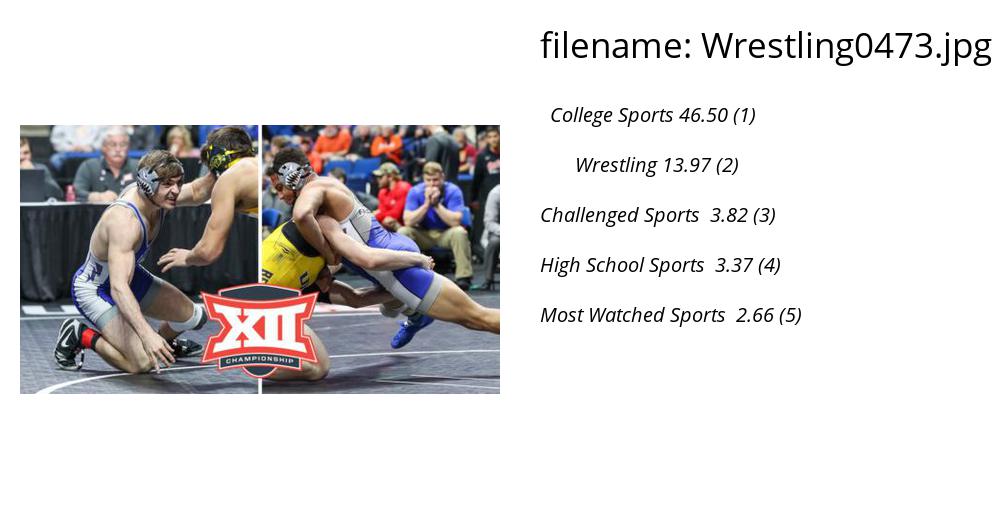 filename: Wrestling0473.jpg
College Sports 46.50 (1)
Wrestling 13.97 (2)
Challenged Sports 3.82 (3)
High School Sports 3.37 (4)
Most Watched Sports 2.66 (5)
XII
CHAMPIONSHIP